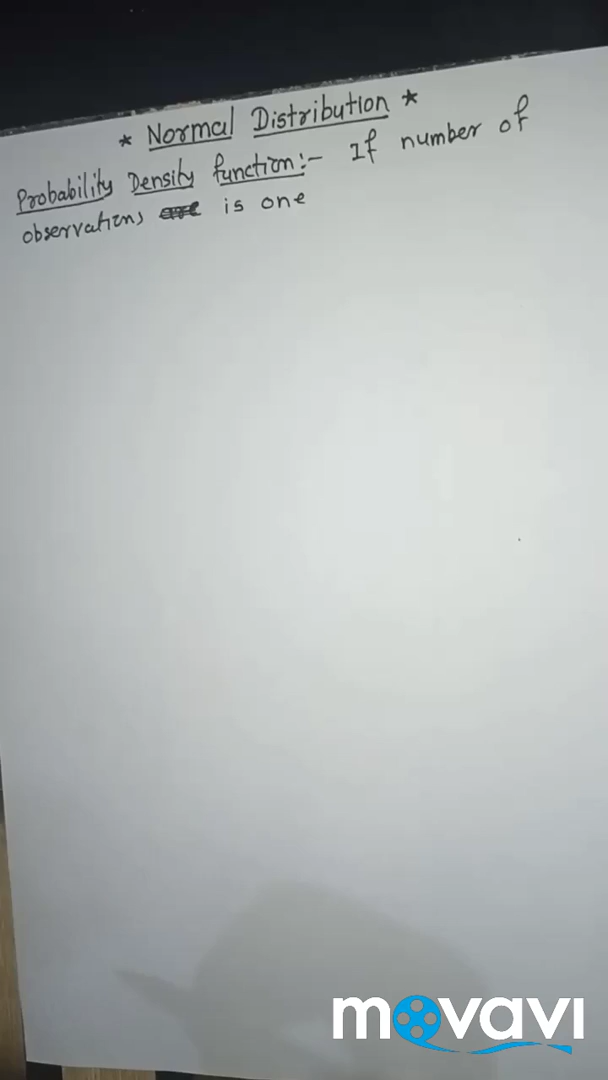 * Normal Distribution *
Probability Density function:- If number of
observations is one
movavi